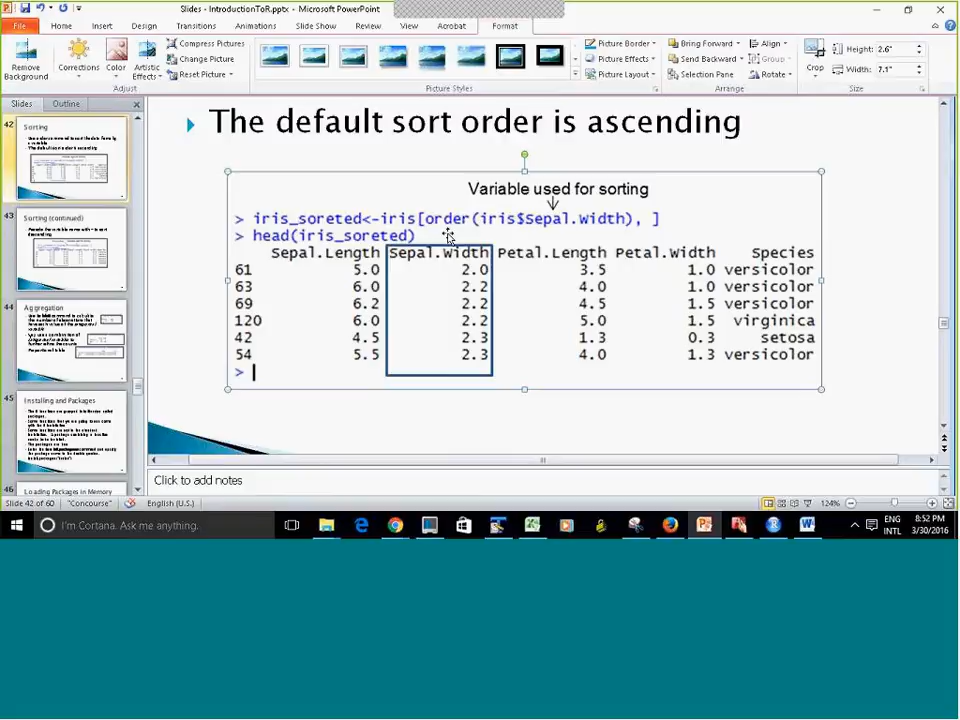 Slides - IntroductionToR.pptx - Microsoft PowerPoint
File Home Insert Design Transitions Animations Slide Show Review View Acrobat Format
Remove Background
Corrections
Color
Artistic Effects
Compress Pictures
Change Picture
Reset Picture
Adjust
Picture Styles
Picture Border
Picture Effects
Picture Layout
Bring Forward
Send Backward
Selection Pane
Align
Group
Rotate
Arrange
Crop
Height: 2.6"
Width: 7.1"
Size
Slides Outline
42
Sorting
43
Sorting (continued)
44
Aggregation
45
Installing and Packages
46
Loading Packages in Memory
The default sort order is ascending
Variable used for sorting
> iris_soreted<-iris[order(iris$Sepal.Width), ]
> head(iris_soreted)
Sepal.Length Sepal.Width Petal.Length Petal.Width Species
61 5.0 2.0 3.5 1.0 versicolor
63 6.0 2.2 4.0 1.0 versicolor
69 6.2 2.2 4.5 1.5 versicolor
120 6.0 2.2 5.0 1.5 virginica
42 4.5 2.3 1.3 0.3 setosa
54 5.5 2.3 4.0 1.3 versicolor
>
Click to add notes
Slide 42 of 60 "Concourse" English (U.S.) 124%
I'm Cortana. Ask me anything.
ENG INTL
8:52 PM
3/30/2016